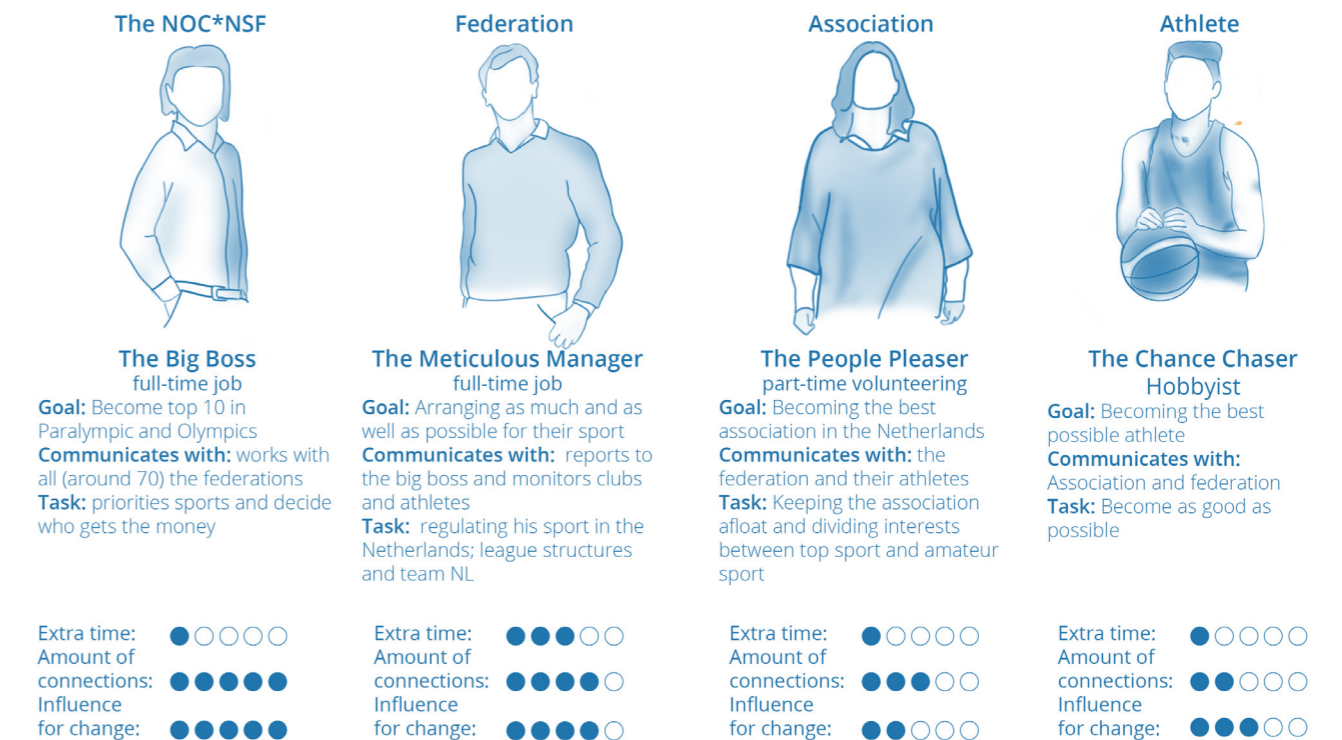 The NOC*NSF
The Big Boss
full-time job
Goal: Become top 10 in
Paralympic and Olympics
Communicates with: works with
all (around 70) the federations
Task: priorities sports and decide
who gets the money
Extra time:
Amount of
connections:
Influence
for change:
Federation
The Meticulous Manager
full-time job
Goal: Arranging as much and as
well as possible for their sport
Communicates with: reports to
the big boss and monitors clubs
and athletes
Task: regulating his sport in the
Netherlands; league structures
and team NL
Extra time:
Amount of
connections:
Influence
for change:
Association
The People Pleaser
part-time volunteering
Goal: Becoming the best
association in the Netherlands
Communicates with: the
federation and their athletes
Task: Keeping the association
afloat and dividing interests
between top sport and amateur
sport
Extra time:
Amount of
connections:
Influence
for change:
Athlete
The Chance Chaser
Hobbyist
Goal: Becoming the best
possible athlete
Communicates with:
Association and federation
Task: Become as good as
possible
Extra time:
Amount of
connections:
Influence
for change: